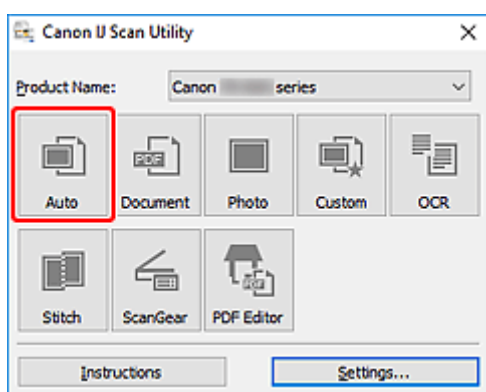 Canon IJ Scan Utility
Product Name: Canon series
Auto Document Photo Custom OCR
PDF
Stitch ScanGear PDF Editor
Instructions Settings...